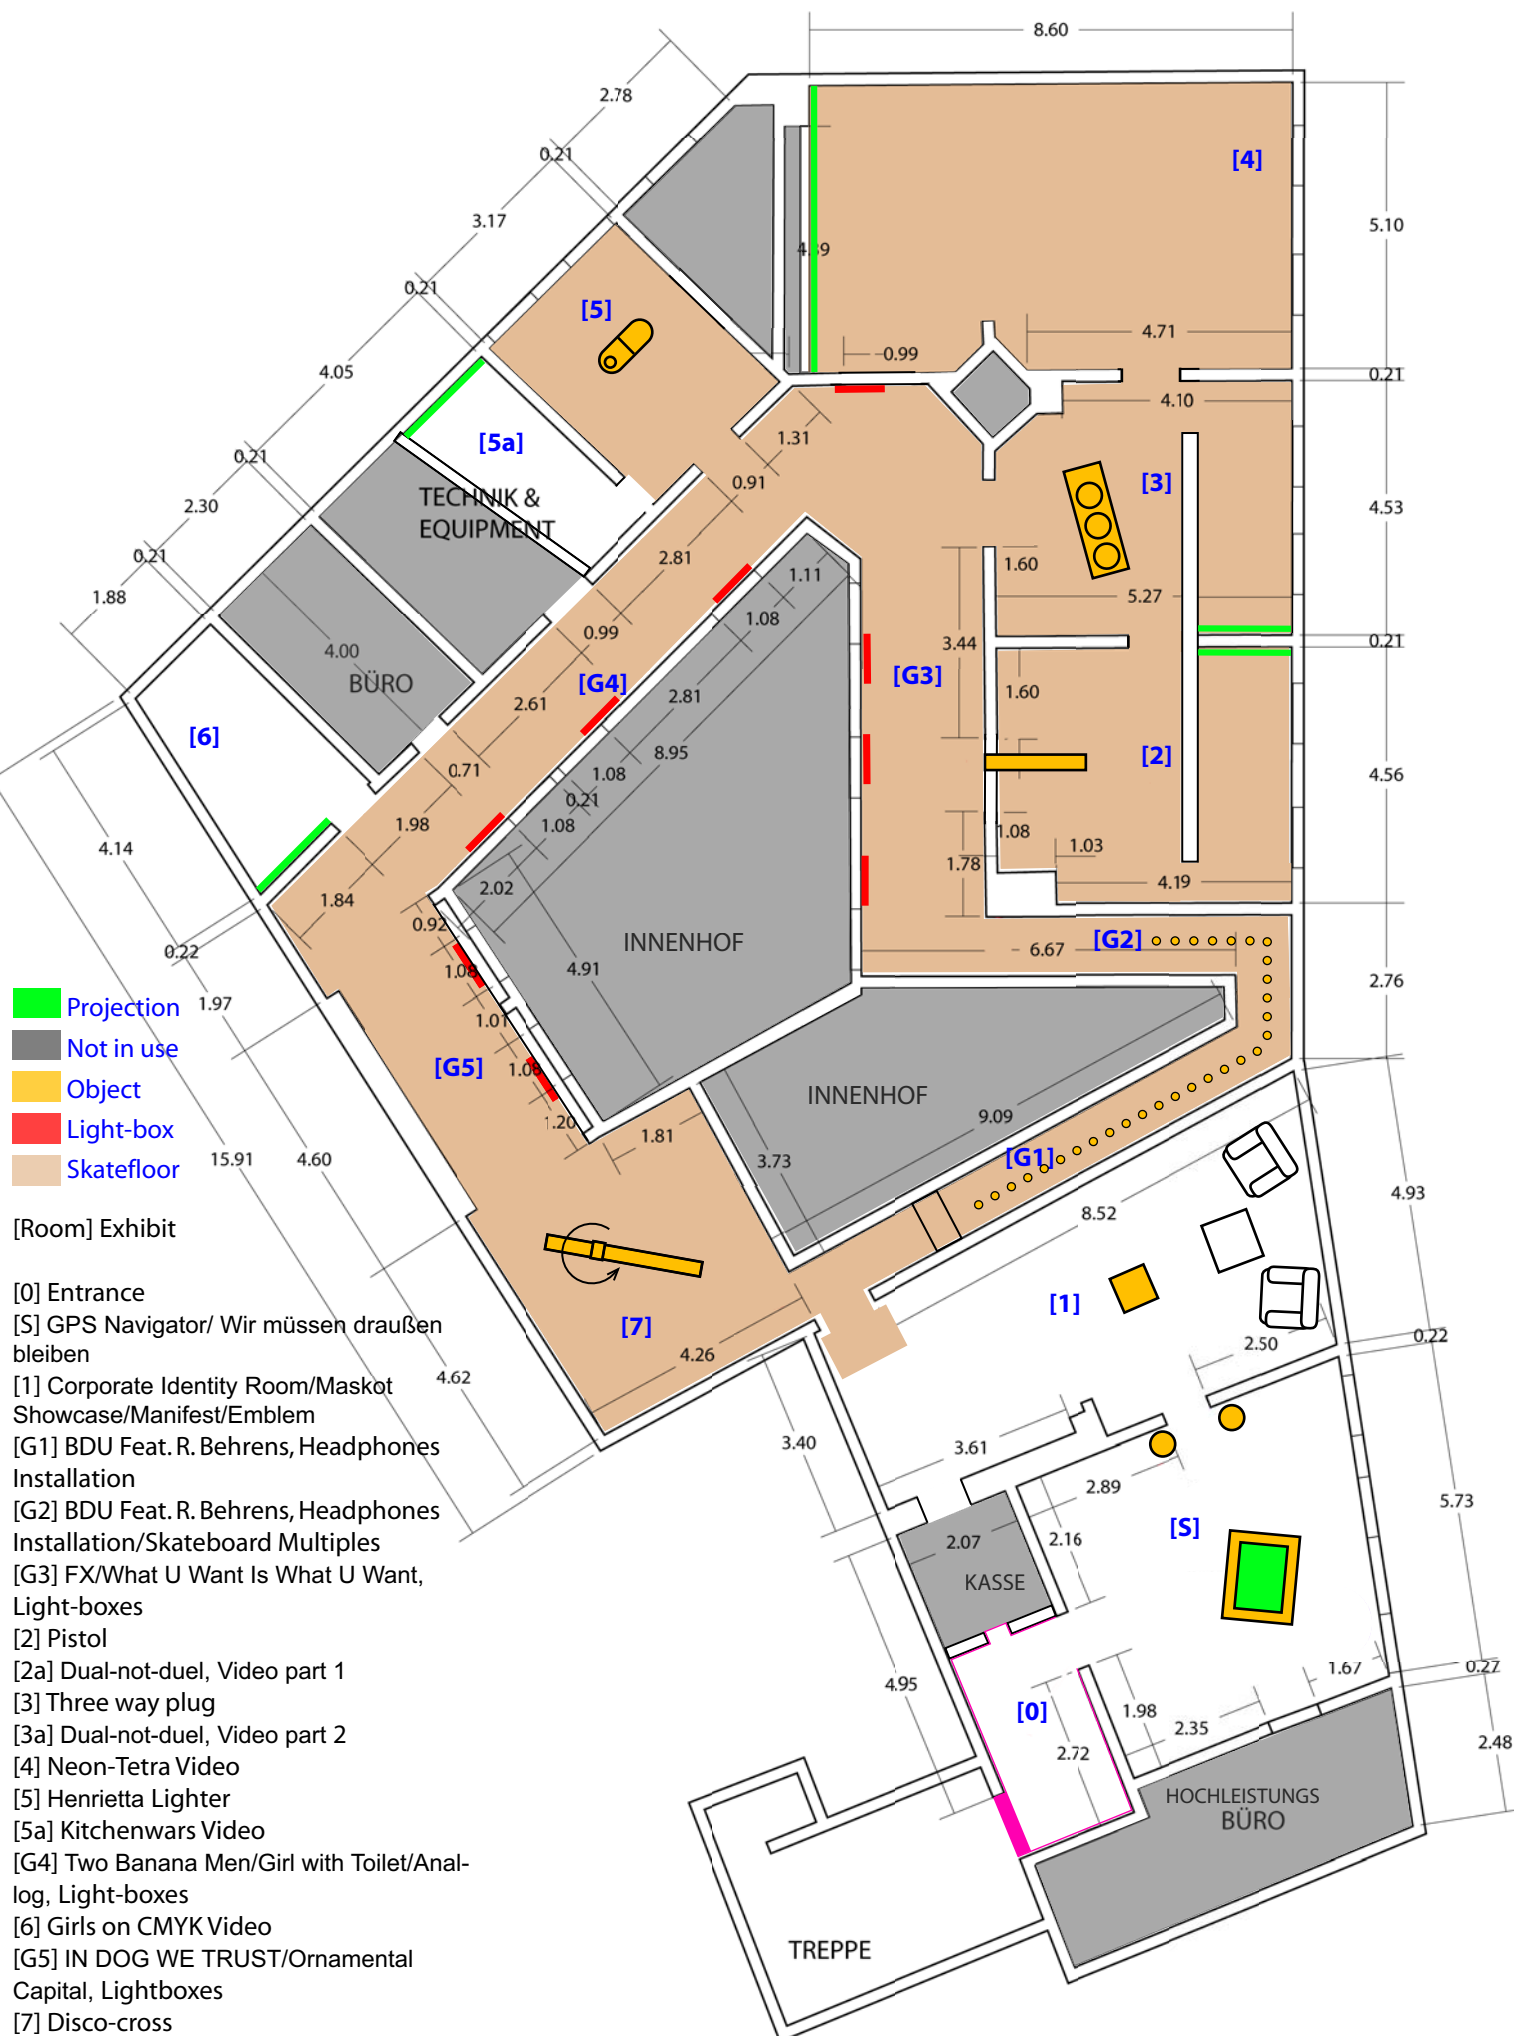 8.60
2.78
0.21
[4]
3.17
5.10
4.39
0.21
[5]
4.71
0.99
4.05
0.21
4.10
1.31
[5a]
0.21
0.91
[3]
TECHNIK &
EQUIPMENT
2.30
4.53
0.21
2.81
1.60
1.11
1.88
5.27
1.08
0.99
3.44
0.21
4.00
BÜRO
[G4]
[G3]
1.60
2.81
2.61
[6]
8.95
[2]
0.71
1.08
4.56
0.21
1.98
1.08
1.08
4.14
1.03
1.78
2.02
4.19
1.84
0.92
INNENHOF
[G2]
6.67
0.22
1.08
4.91
2.76
Projection
1.97
1.01
Not in use
[G5]
1.08
Object
INNENHOF
9.09
1.20
Light-box
1.81
15.91
4.60
3.73
[G1]
Skatefloor
4.93
8.52
[Room] Exhibit
[1]
[7]
2.50
0.22
4.26
4.62
3.40
3.61
2.89
5.73
[S]
2.07
2.16
KASSE
4.95
1.67
0.27
[0]
1.98
2.35
2.72
2.48
HOCHLEISTUNGS
BÜRO
TREPPE
[0] Entrance
[S] GPS Navigator/ Wir müssen draußen
bleiben
[1] Corporate Identity Room/Maskot
Showcase/Manifest/Emblem
[G1] BDU Feat. R. Behrens, Headphones
Installation
[G2] BDU Feat. R. Behrens, Headphones
Installation/Skateboard Multiples
[G3] FX/What U Want Is What U Want,
Light-boxes
[2] Pistol
[2a] Dual-not-duel, Video part 1
[3] Three way plug
[3a] Dual-not-duel, Video part 2
[4] Neon-Tetra Video
[5] Henrietta Lighter
[5a] Kitchenwars Video
[G4] Two Banana Men/Girl with Toilet/Anal-
log, Light-boxes
[6] Girls on CMYK Video
[G5] IN DOG WE TRUST/Ornamental
Capital, Lightboxes
[7] Disco-cross